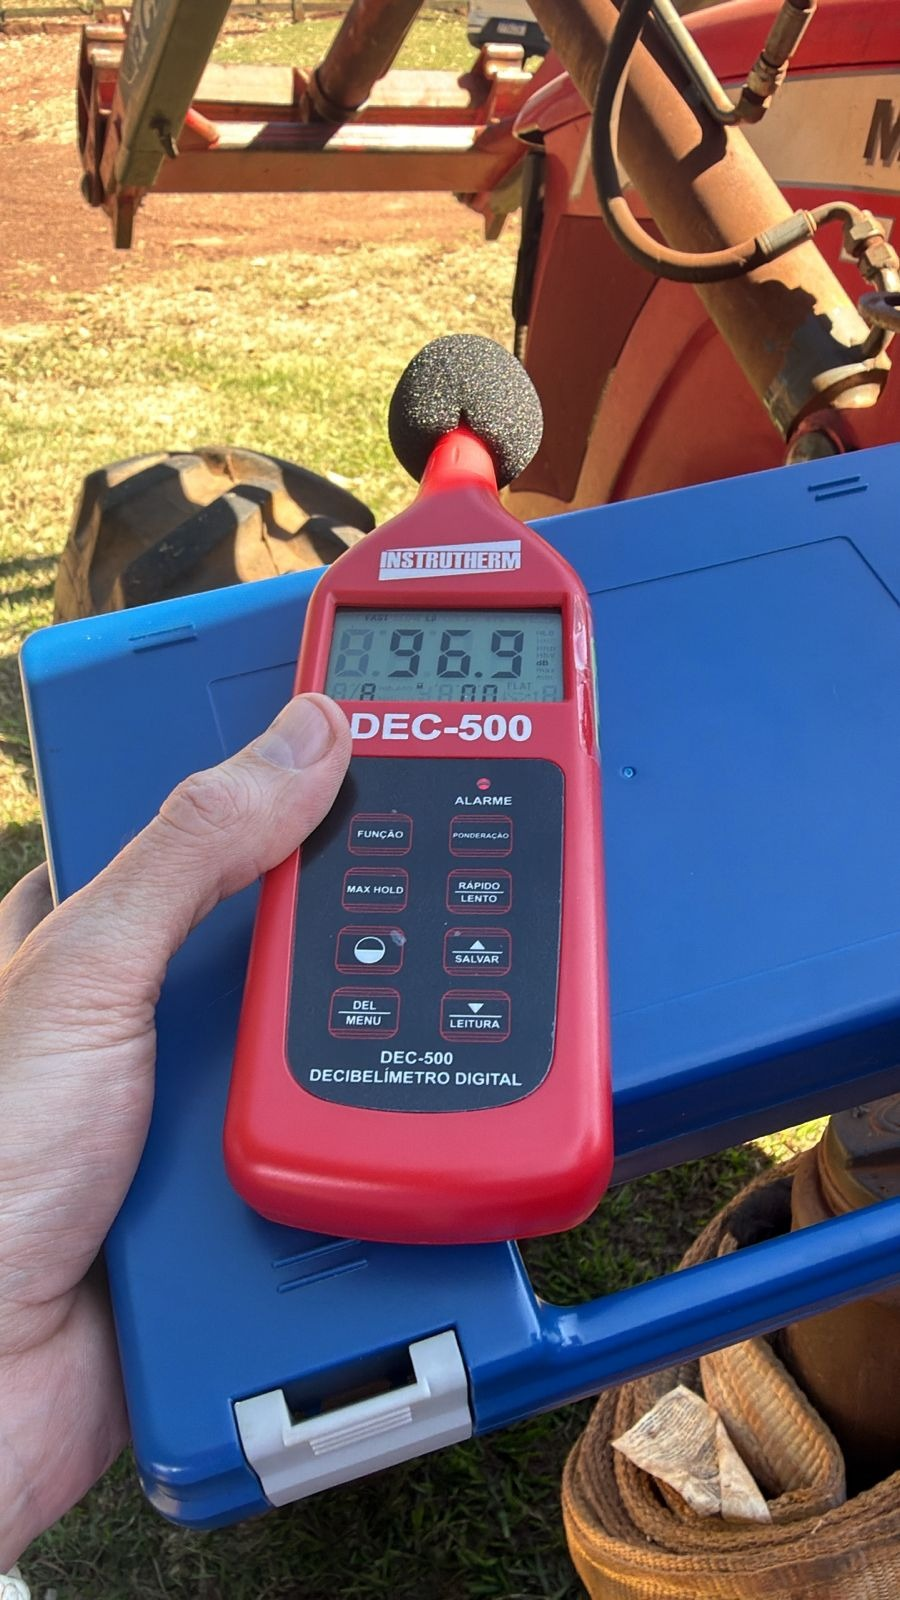 M
INSTRUTHERM
FAST
96.9
dB
FLAT
DEC-500
ALARME
FUNÇÃO
PONDERAÇÃO
MAX HOLD
RÁPIDO
LENTO
SALVAR
DEL
MENU
LEITURA
DEC-500
DECIBELÍMETRO DIGITAL